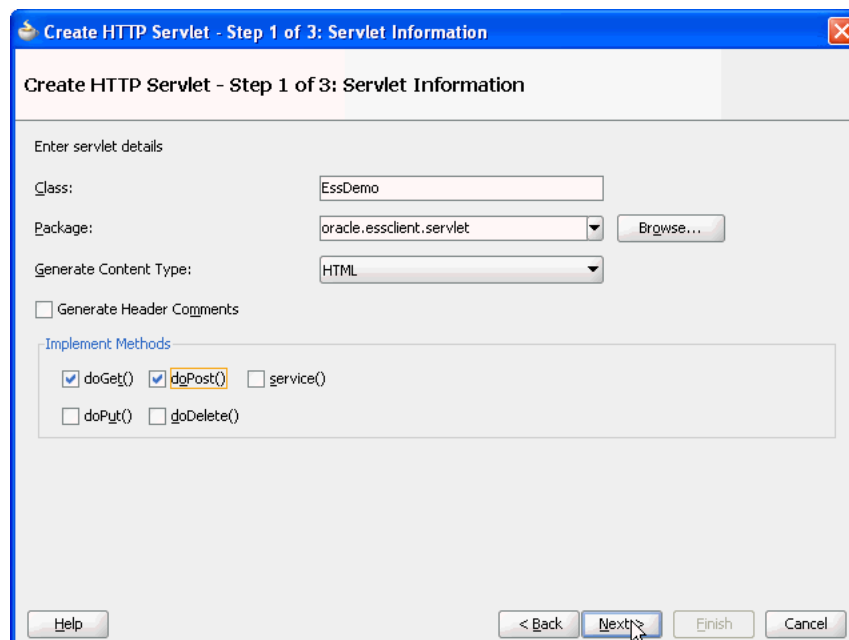 Create HTTP Servlet - Step 1 of 3: Servlet Information
Create HTTP Servlet - Step 1 of 3: Servlet Information
Enter servlet details
Class: EssDemo
Package: oracle.essclient.servlet Browse...
Generate Content Type: HTML
Generate Header Comments
Implement Methods
doGet() doPost() service()
doPut() doDelete()
Help < Back Next > Finish Cancel